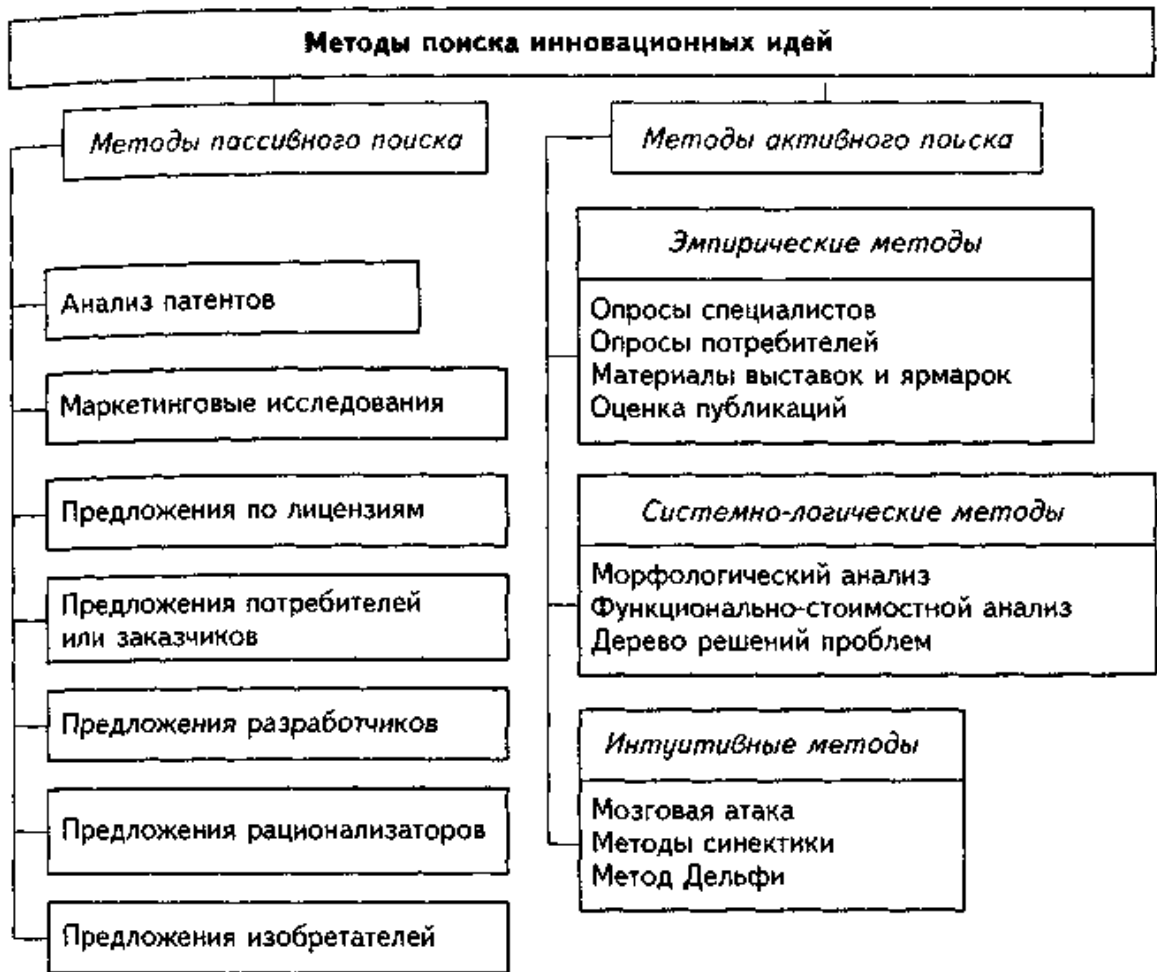 Методы поиска инновационных идей
Методы пассивного поиска
Анализ патентов
Маркетинговые исследования
Предложения по лицензиям
Предложения потребителей
или заказчиков
Предложения разработчиков
Предложения рационализаторов
Предложения изобретателей
Методы активного поиска
Эмпирические методы
Опросы специалистов
Опросы потребителей
Материалы выставок и ярмарок
Оценка публикаций
Системно-логические методы
Морфологический анализ
Функционально-стоимостной анализ
Дерево решений проблем
Интуитивные методы
Мозговая атака
Методы синектики
Метод Дельфи